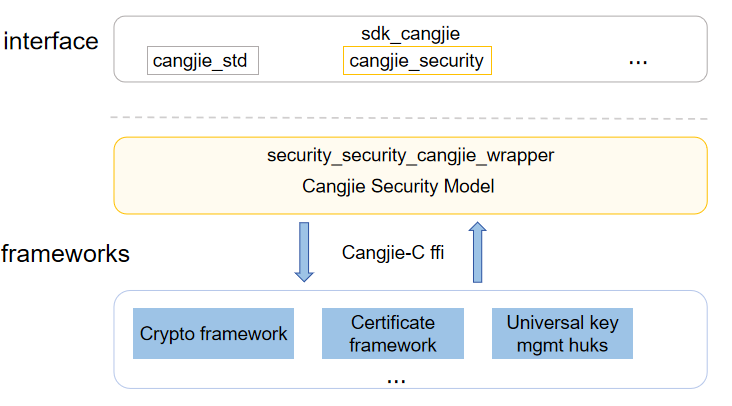 interface
sdk_cangjie
cangjie_std
cangjie_security
...
security_security_cangjie_wrapper
Cangjie Security Model
frameworks
Cangjie-C ffi
Crypto framework
Certificate
framework
Universal key
mgmt huks
...